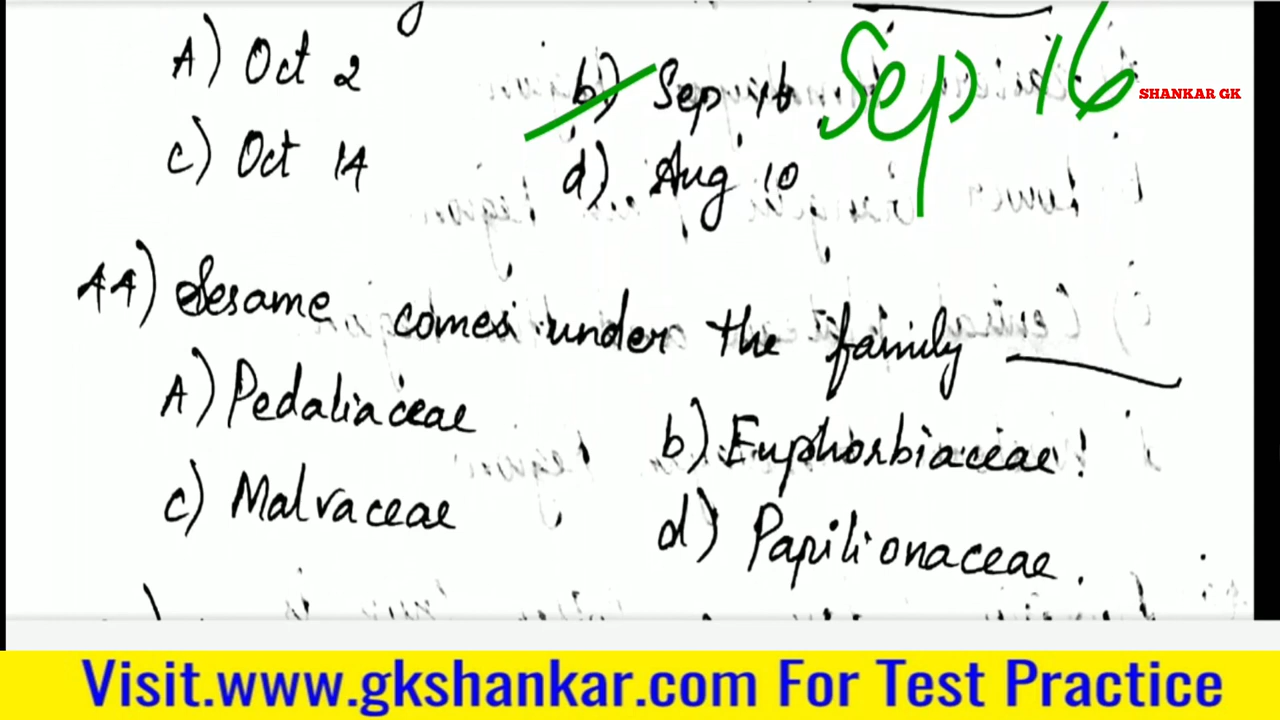 A) Oct 2
b) Sep 16 Sep 16
SHANKAR GK
c) Oct 14
d) Aug 10
44) Sesame comes under the family
A) Pedaliaceae
b) Euphorbiaceae
c) Malvaceae
d) Papilionaceae.
Visit.www.gkshankar.com For Test Practice